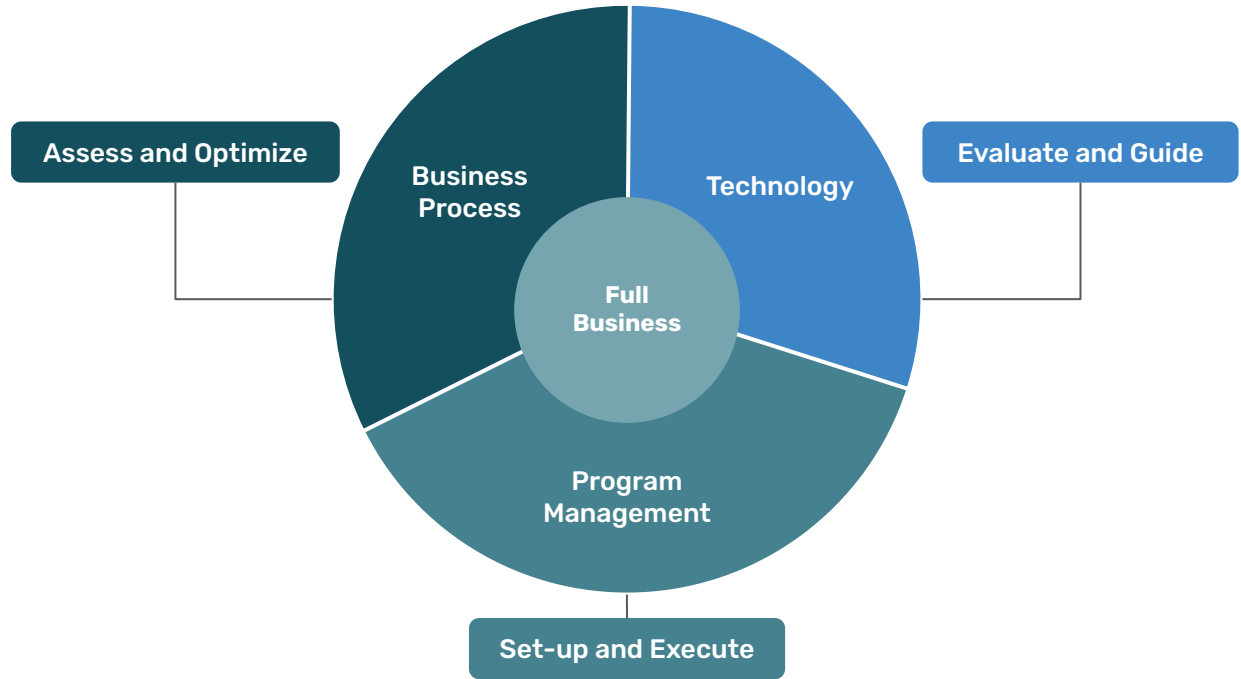 Assess and Optimize
Business
Process
Technology
Evaluate and Guide
Full
Business
Program
Management
Set-up and Execute